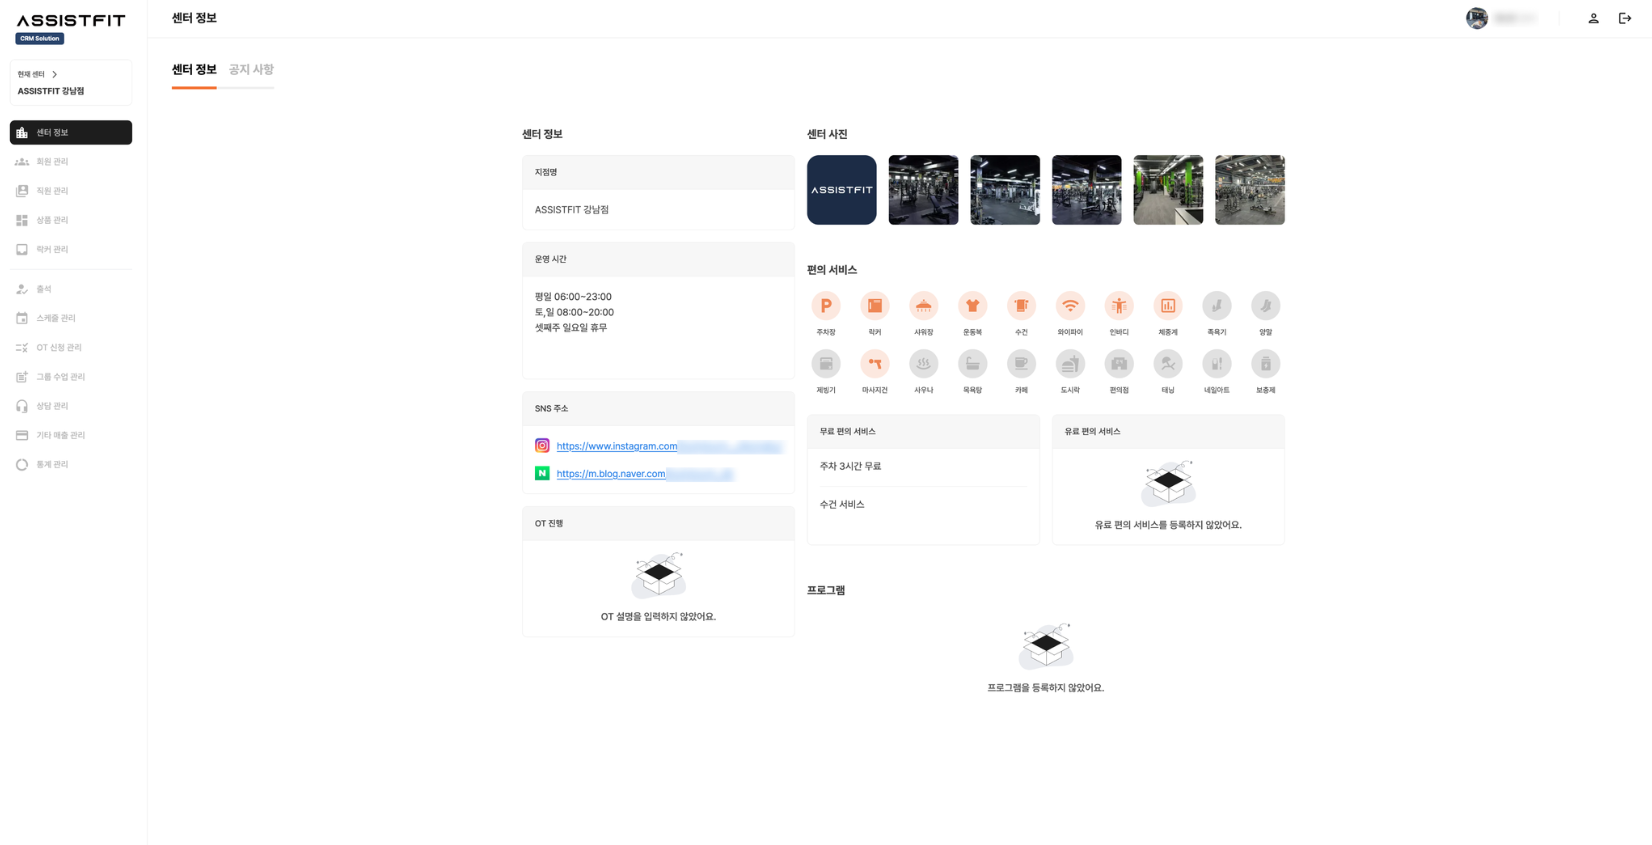 ASSISTFIT
CRM Solution
현재 센터
ASSISTFIT 강남점
센터 정보
회원 관리
직원 관리
상품 관리
락커 관리
출석
스케줄 관리
OT 신청 관리
그룹 수업 관리
상담 관리
기타 매출 관리
통계 관리
센터 정보
센터 정보 공지 사항
센터 정보
지점명
ASSISTFIT 강남점
운영 시간
평일 06:00~23:00
토,일 08:00~20:00
셋째주 일요일 휴무
SNS 주소
https://www.instagram.com
N
https://m.blog.naver.com
OT 진행
OT 설명을 입력하지 않았어요.
센터 사진
ASSISTFIT
편의 서비스
P
주차장 락커 샤워장 운동복 수건 와이파이 인바디 체중계 족욕기 양말
제빙기 마사지건 사우나 목욕탕 카페 도시락 편의점 태닝 네일아트 보충제
무료 편의 서비스
주차 3시간 무료
수건 서비스
유료 편의 서비스
유료 편의 서비스를 등록하지 않았어요.
프로그램
프로그램을 등록하지 않았어요.